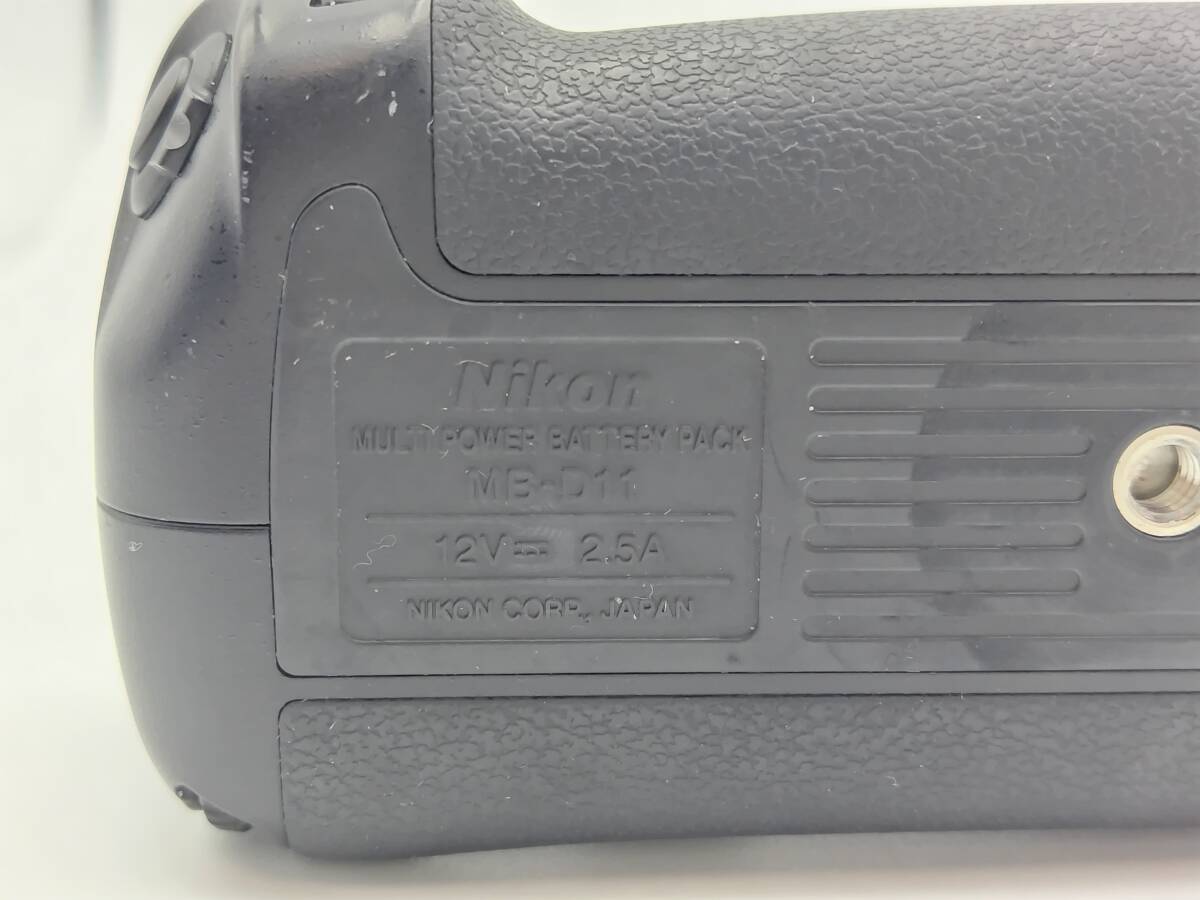 Nikon
MULTI POWER BATTERY PACK
MB-D11
12V⎓ 2.5A
NIKON CORP., JAPAN